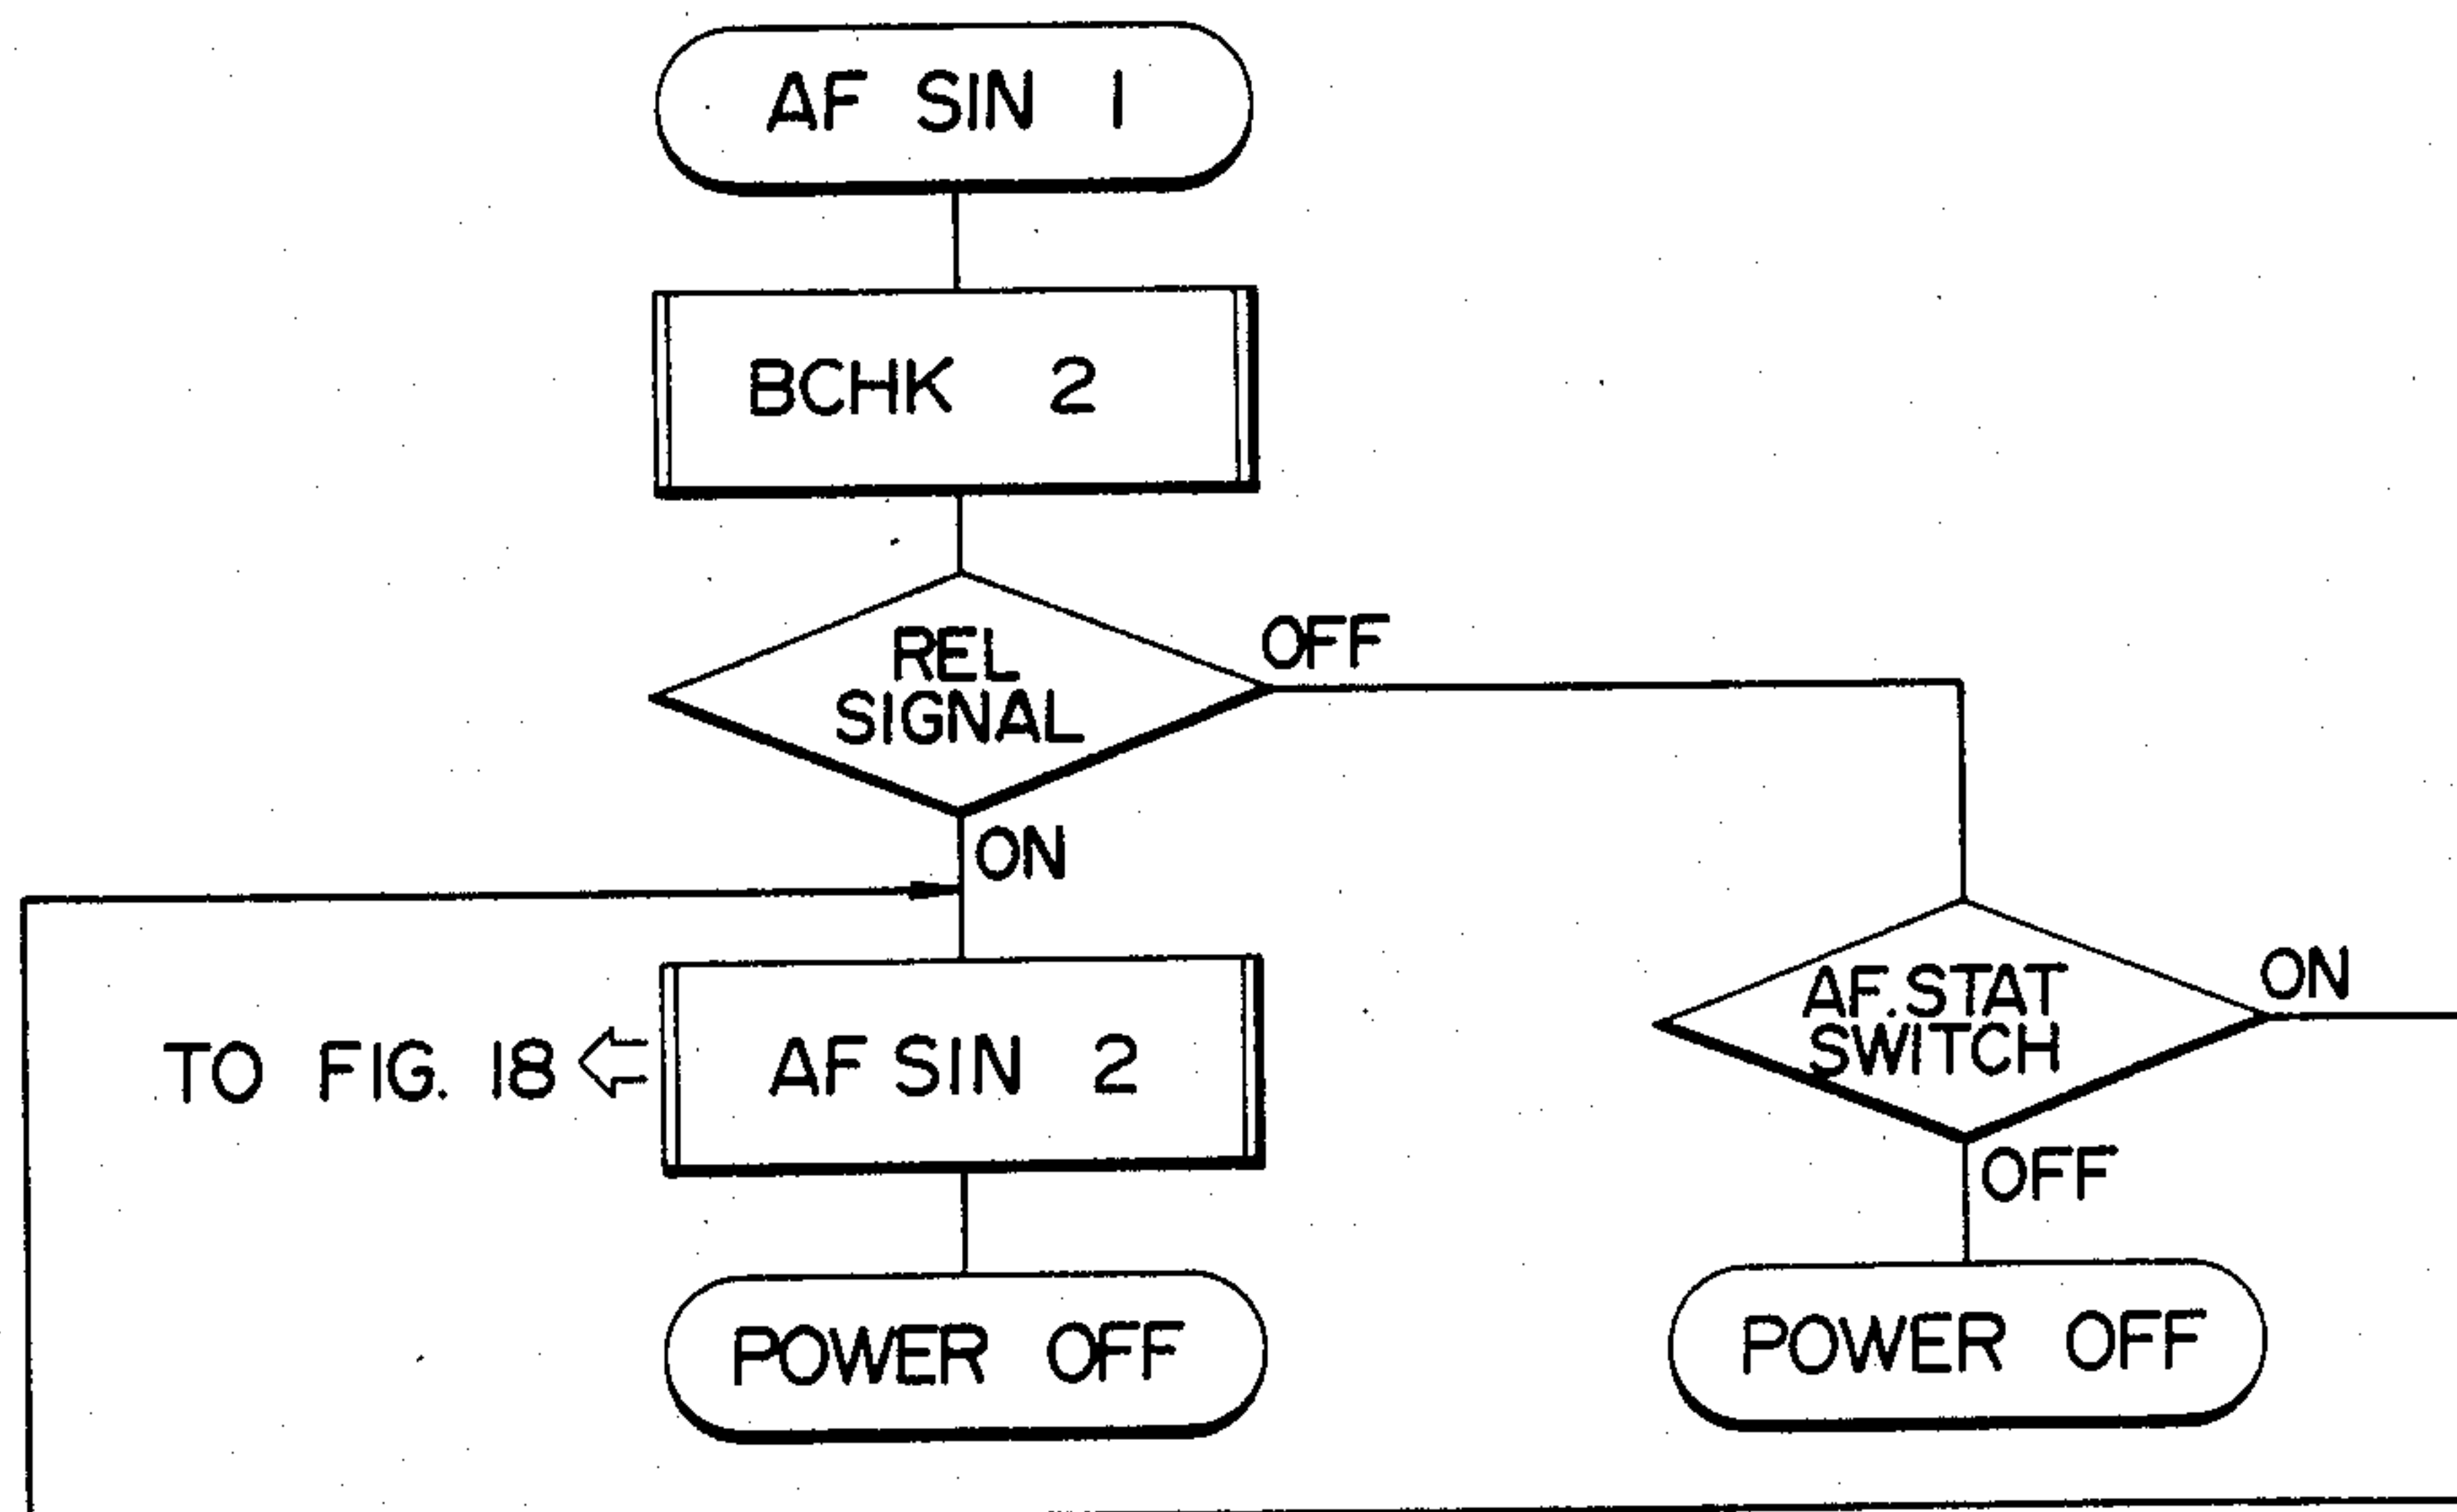 AF SIN 1
BCHK 2
REL
SIGNAL
OFF
ON
AF.STAT
SWITCH
ON
TO FIG. 18
AF SIN 2
OFF
POWER OFF
POWER OFF